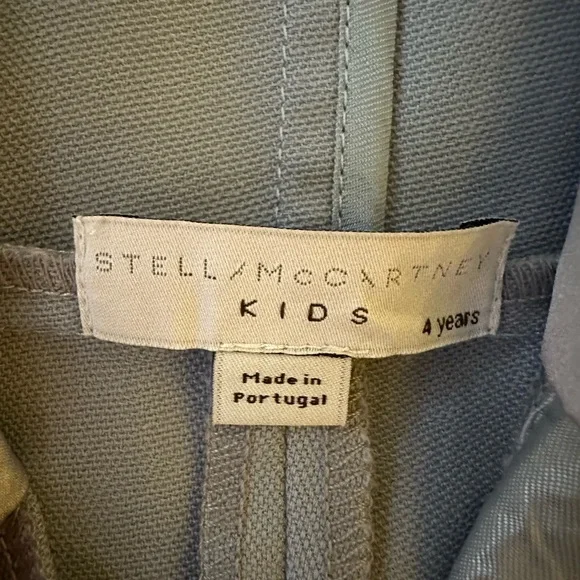 STELLA McCARTNEY
KIDS
4 years
Made in
Portugal